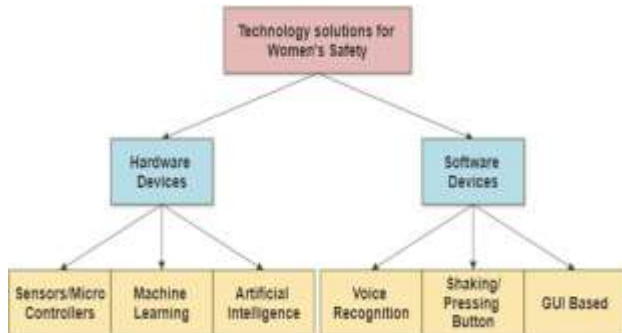 Technology solutions for
Women's Safety
Hardware
Devices
Software
Devices
Sensors/Micro
Controllers
Machine
Learning
Artificial
Intelligence
Voice
Recognition
Shaking/
Pressing
Button
GUI Based